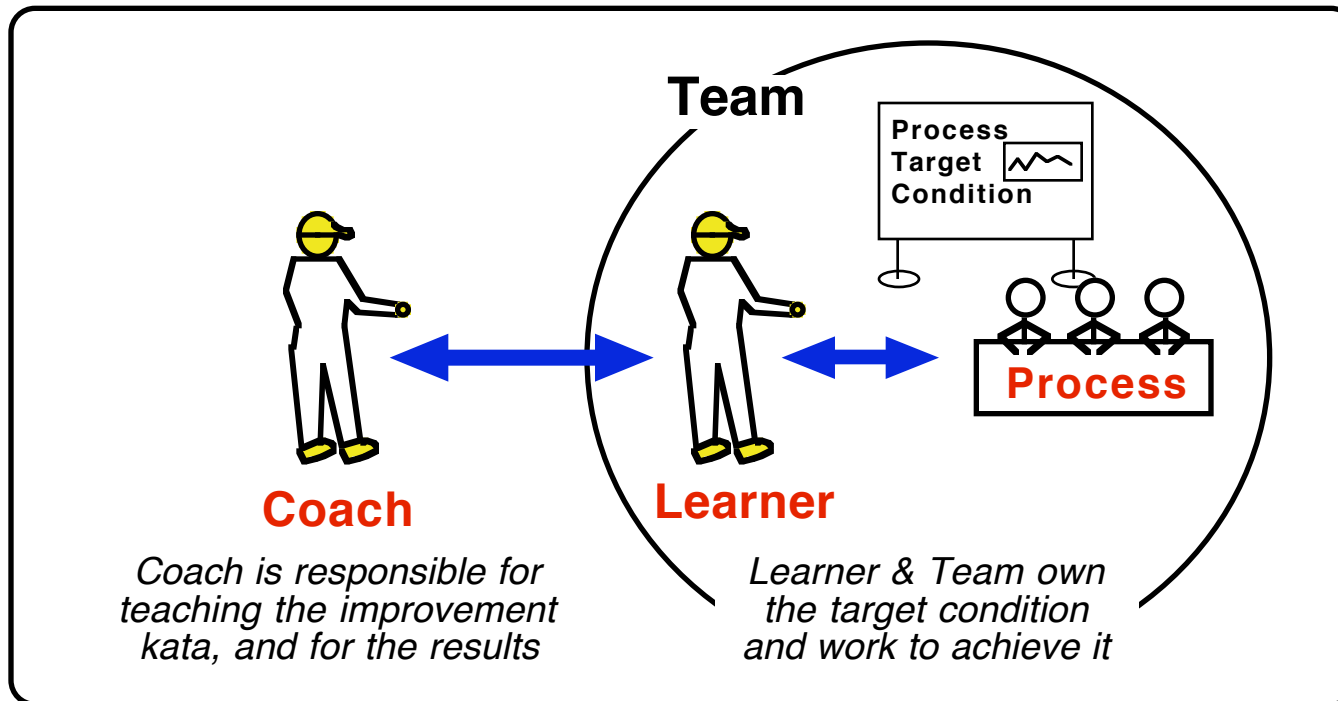 Team
Process
Target
Condition
Process
Coach
Learner
Coach is responsible for
teaching the improvement
kata, and for the results
Learner & Team own
the target condition
and work to achieve it